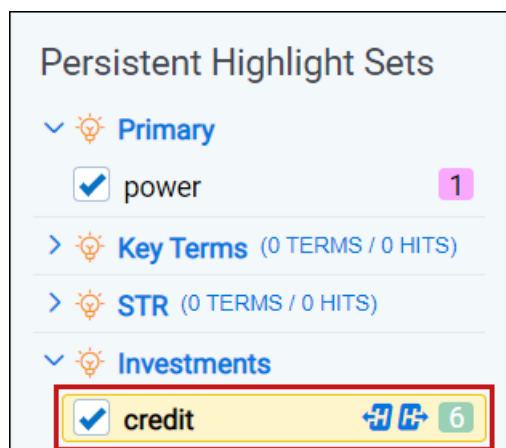 Persistent Highlight Sets
Primary
power 1
Key Terms (0 TERMS / 0 HITS)
STR (0 TERMS / 0 HITS)
Investments
credit H H 6